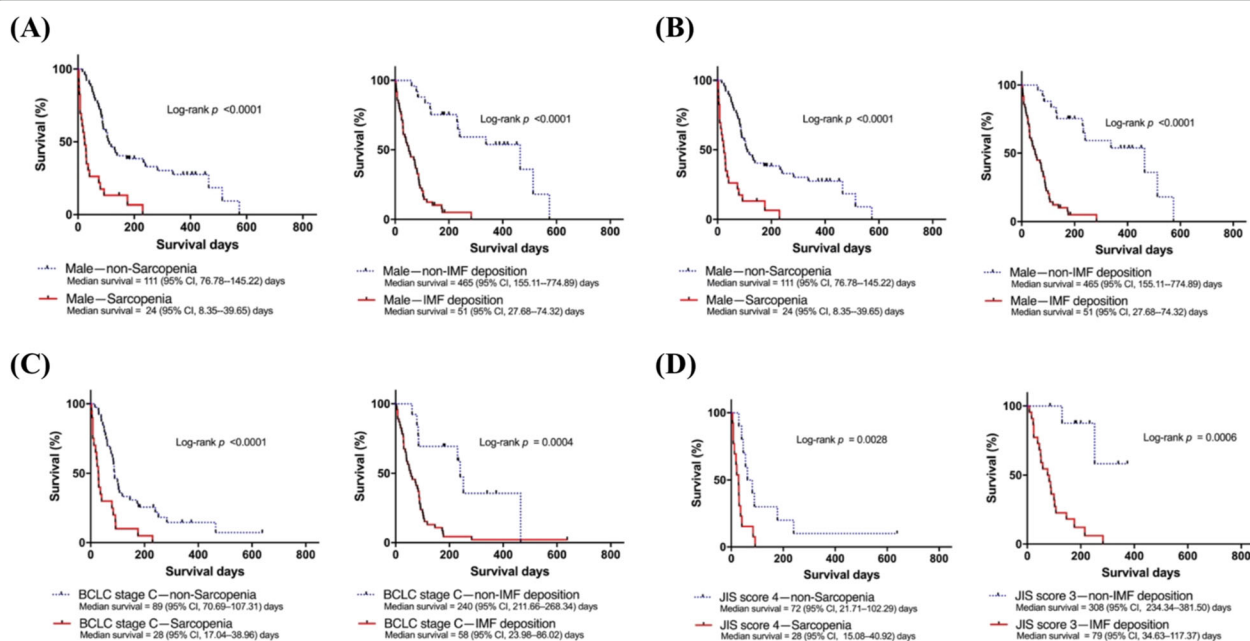 (A)
(B)
Survival (%)
100
50
0
Log-rank p <0.0001
0 200 400 600 800
Survival days
Male—non-Sarcopenia
Median survival = 111 (95% CI, 76.78–145.22) days
Male—Sarcopenia
Median survival = 24 (95% CI, 8.35–39.65) days
Survival (%)
100
50
0
Log-rank p <0.0001
0 200 400 600 800
Survival days
Male—non-IMF deposition
Median survival = 465 (95% CI, 155.11–774.89) days
Male—IMF deposition
Median survival = 51 (95% CI, 27.68–74.32) days
Survival (%)
100
50
0
Log-rank p <0.0001
0 200 400 600 800
Survival days
Male—non-Sarcopenia
Median survival = 111 (95% CI, 76.78–145.22) days
Male—Sarcopenia
Median survival = 24 (95% CI, 8.35–39.65) days
Survival (%)
100
50
0
Log-rank p <0.0001
0 200 400 600 800
Survival days
Male—non-IMF deposition
Median survival = 465 (95% CI, 155.11–774.89) days
Male—IMF deposition
Median survival = 51 (95% CI, 27.68–74.32) days
(C)
(D)
Survival (%)
100
50
0
Log-rank p <0.0001
0 200 400 600 800
Survival days
BCLC stage C—non-Sarcopenia
Median survival = 89 (95% CI, 70.69–107.31) days
BCLC stage C—Sarcopenia
Median survival = 28 (95% CI, 17.04–38.96) days
Survival (%)
100
50
0
Log-rank p = 0.0004
0 200 400 600 800
Survival days
BCLC stage C—non-IMF deposition
Median survival = 240 (95% CI, 211.66–268.34) days
BCLC stage C—IMF deposition
Median survival = 58 (95% CI, 23.98–86.02) days
Survival (%)
100
50
0
Log-rank p = 0.0028
0 200 400 600 800
Survival days
JIS score 4—non-Sarcopenia
Median survival = 72 (95% CI, 21.71–102.29) days
JIS score 4—Sarcopenia
Median survival = 28 (95% CI, 15.08–40.92) days
Survival (%)
100
50
0
Log-rank p = 0.0006
0 200 400 600 800
Survival days
JIS score 3—non-IMF deposition
Median survival = 308 (95% CI, 234.34–381.50) days
JIS score 3—IMF deposition
Median survival = 79 (95% CI, 34.63–117.37) days